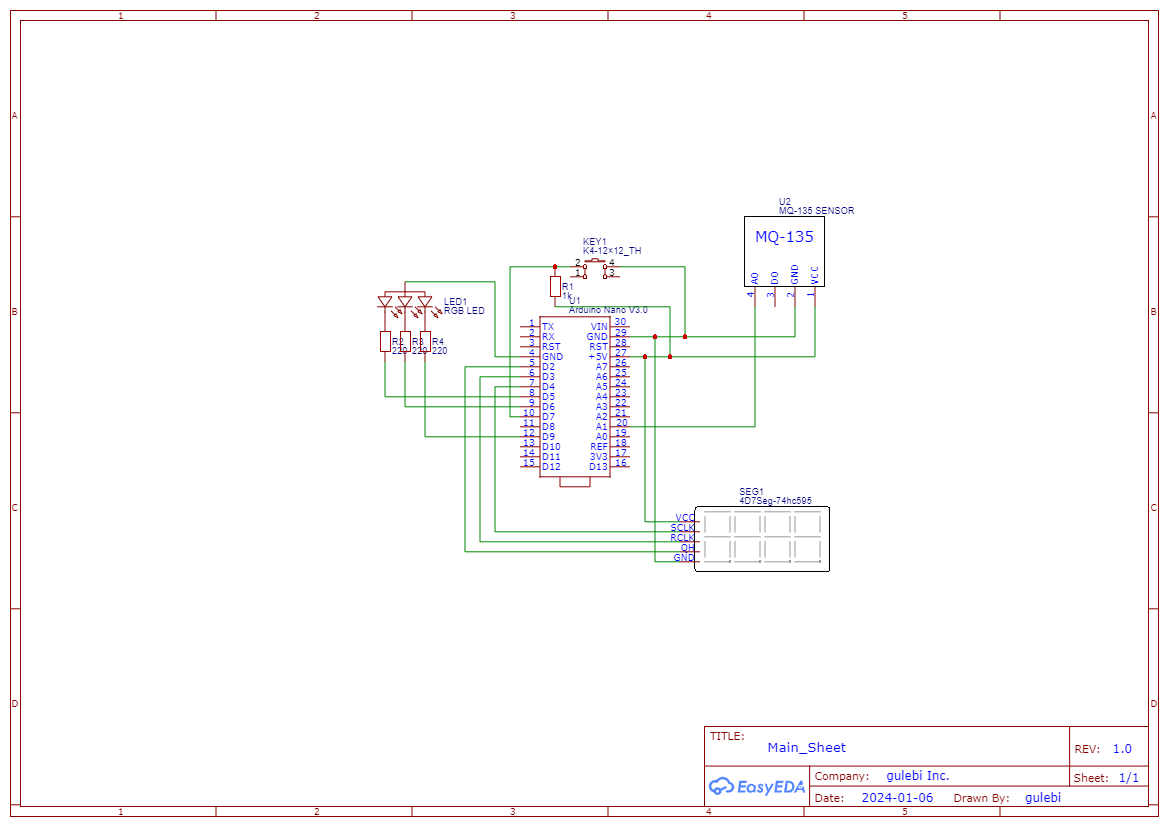 1 2 3 4 5
A A
U2
MQ-135 SENSOR
MQ-135
AO DO GND VCC
4 3 2 1
KEY1
K4-12×12_TH
2 4
1 3
R1
1k
B B
LED1
RGB LED
R2 R3 R4
220 220 220
U1
Arduino Nano V3.0
1 TX VIN 30
2 RX GND 29
3 RST RST 28
4 GND +5V 27
5 D2 A7 26
6 D3 A6 25
7 D4 A5 24
8 D5 A4 23
9 D6 A3 22
10 D7 A2 21
11 D8 A1 20
12 D9 A0 19
13 D10 REF 18
14 D11 3V3 17
15 D12 D13 16
SEG1
4D7Seg-74hc595
C C
VCC
SCLK
RCLK
QH
GND
D D
TITLE:
Main_Sheet
REV: 1.0
EasyEDA
Company: gulebi Inc.
Sheet: 1/1
Date: 2024-01-06 Drawn By: gulebi
1 2 3 4 5